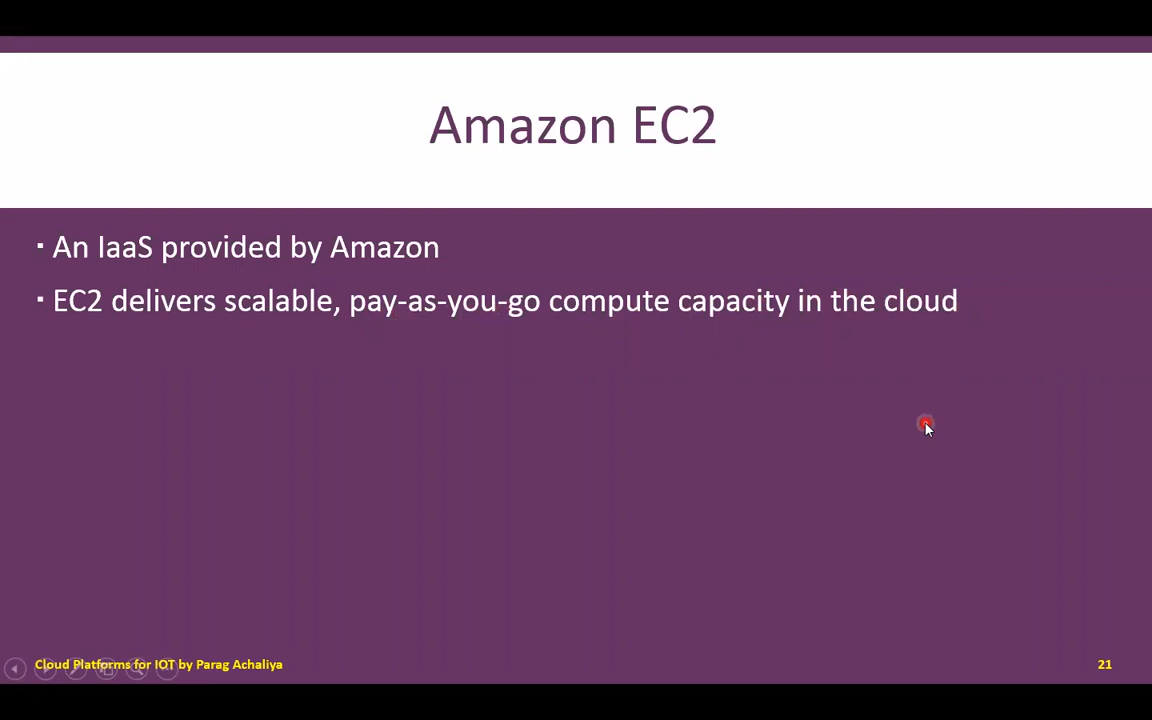 Amazon EC2
▪ An IaaS provided by Amazon
▪ EC2 delivers scalable, pay-as-you-go compute capacity in the cloud
Cloud Platforms for IOT by Parag Achaliya
21